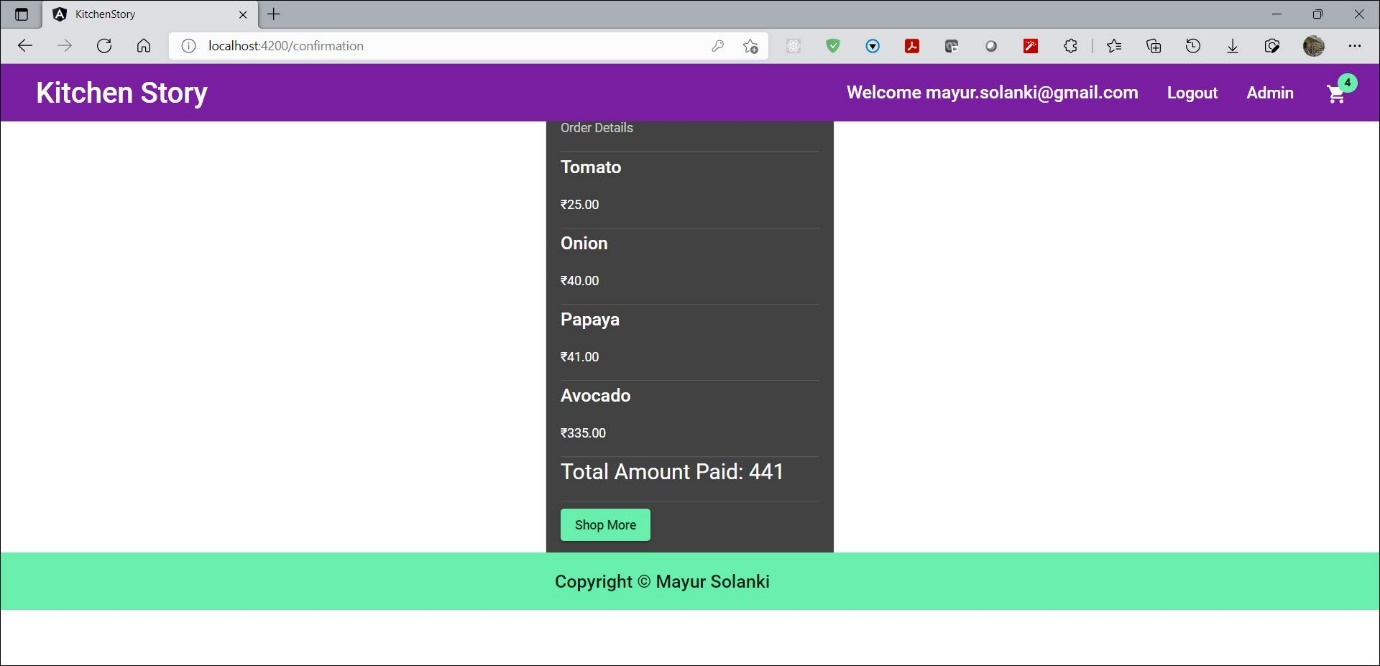 KitchenStory
localhost:4200/confirmation
Kitchen Story
Welcome mayur.solanki@gmail.com
Logout
Admin
4
Order Details
Tomato
₹25.00
Onion
₹40.00
Papaya
₹41.00
Avocado
₹335.00
Total Amount Paid: 441
Shop More
Copyright © Mayur Solanki